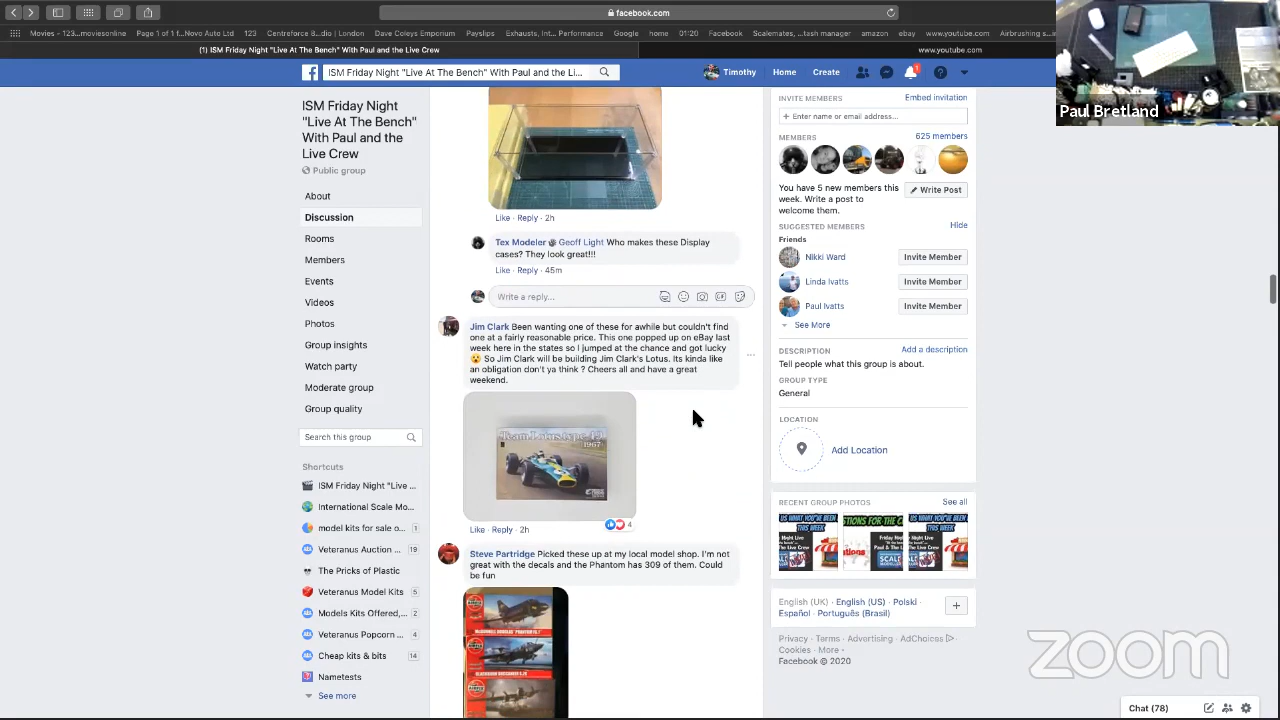 facebook.com
Movies - 123...moviesonline
Page 1 of 1 f...Novo Auto Ltd
123
Centreforce B...dio | London
Dave Coleys Emporium
Payslips
Exhausts, Int... Performance
Google
home
01:20
Facebook
Scalemates, ...tash manager
amazon
ebay
www.youtube.com
(1) ISM Friday Night "Live At The Bench" With Paul and the Live Crew
www.youtube.com
Paul Bretland
ISM Friday Night "Live At The Bench" With Paul and the Li...
Timothy
Home
Create
1
ISM Friday Night
"Live At The Bench"
With Paul and the
Live Crew
Public group
About
Discussion
Rooms
Members
Events
Videos
Photos
Group insights
Watch party
Moderate group
Group quality
Search this group
Shortcuts
ISM Friday Night "Live ...
International Scale Mo...
model kits for sale o... 1
Veteranus Auction ... 19
The Pricks of Plastic
Veteranus Model Kits 5
Models Kits Offered,... 2
Veteranus Popcorn ... 4
Cheap kits & bits 14
Nametests
See more
Like · Reply · 2h
Tex Modeler Geoff Light Who makes these Display
cases? They look great!!!
Like · Reply · 45m
Write a reply...
Jim Clark Been wanting one of these for awhile but couldn't find
one at a fairly reasonable price. This one popped up on eBay last
week here in the states so I jumped at the chance and got lucky
😮 So Jim Clark will be building Jim Clark's Lotus. Its kinda like
an obligation don't ya think ? Cheers all and have a great
weekend.
1967
Like · Reply · 2h
4
Steve Partridge Picked these up at my local model shop. I'm not
great with the decals and the Phantom has 309 of them. Could
be fun
INVITE MEMBERS
Embed invitation
+ Enter name or email address...
MEMBERS
625 members
You have 5 new members this
week. Write a post to
welcome them.
Write Post
SUGGESTED MEMBERS
Hide
Friends
Nikki Ward
Invite Member
Linda Ivatts
Invite Member
Paul Ivatts
Invite Member
See More
DESCRIPTION
Add a description
Tell people what this group is about.
GROUP TYPE
General
LOCATION
Add Location
RECENT GROUP PHOTOS
See all
English (UK) · English (US) · Polski ·
Español · Português (Brasil)
+
Privacy · Terms · Advertising · AdChoices
Cookies · More
Facebook © 2020
zoom
Chat (78)